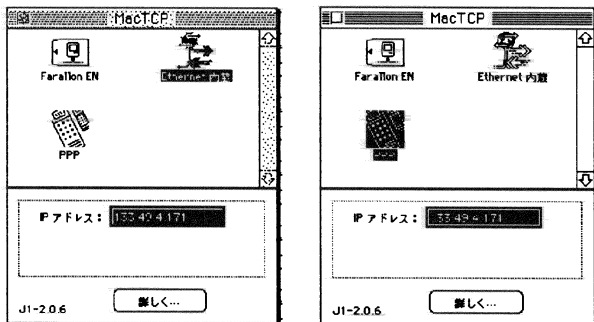 MacTCP
Farallon EN
Ethernet 内蔵
PPP
IP アドレス：133.49.4.171
詳しく…
J1-2.0.6
MacTCP
Farallon EN
Ethernet 内蔵
PPP
IP アドレス：133.49.4.171
詳しく…
J1-2.0.6